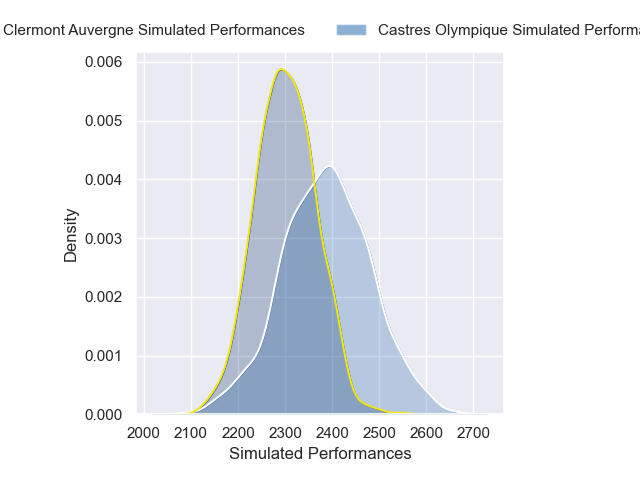 Clermont Auvergne Simulated Performances
Castres Olympique Simulated
0.006
0.005
0.004
0.003
0.002
0.001
0.000
Density
2000 2100 2200 2300 2400 2500 2600 2700
Simulated Performances